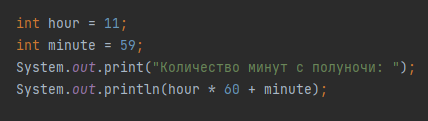 int hour = 11;
int minute = 59;
System.out.print("Количество минут с полуночи: ");
System.out.println(hour * 60 + minute);